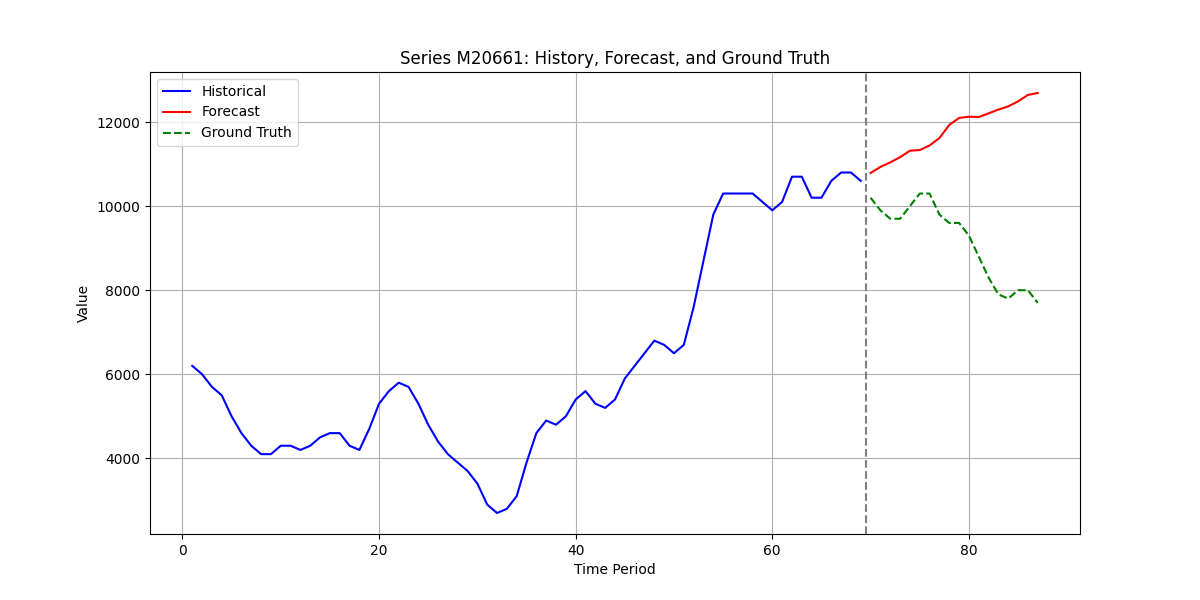 Series M20661: History, Forecast, and Ground Truth
Historical
Forecast
Ground Truth
12000
10000
8000
6000
4000
Value
0 20 40 60 80
Time Period